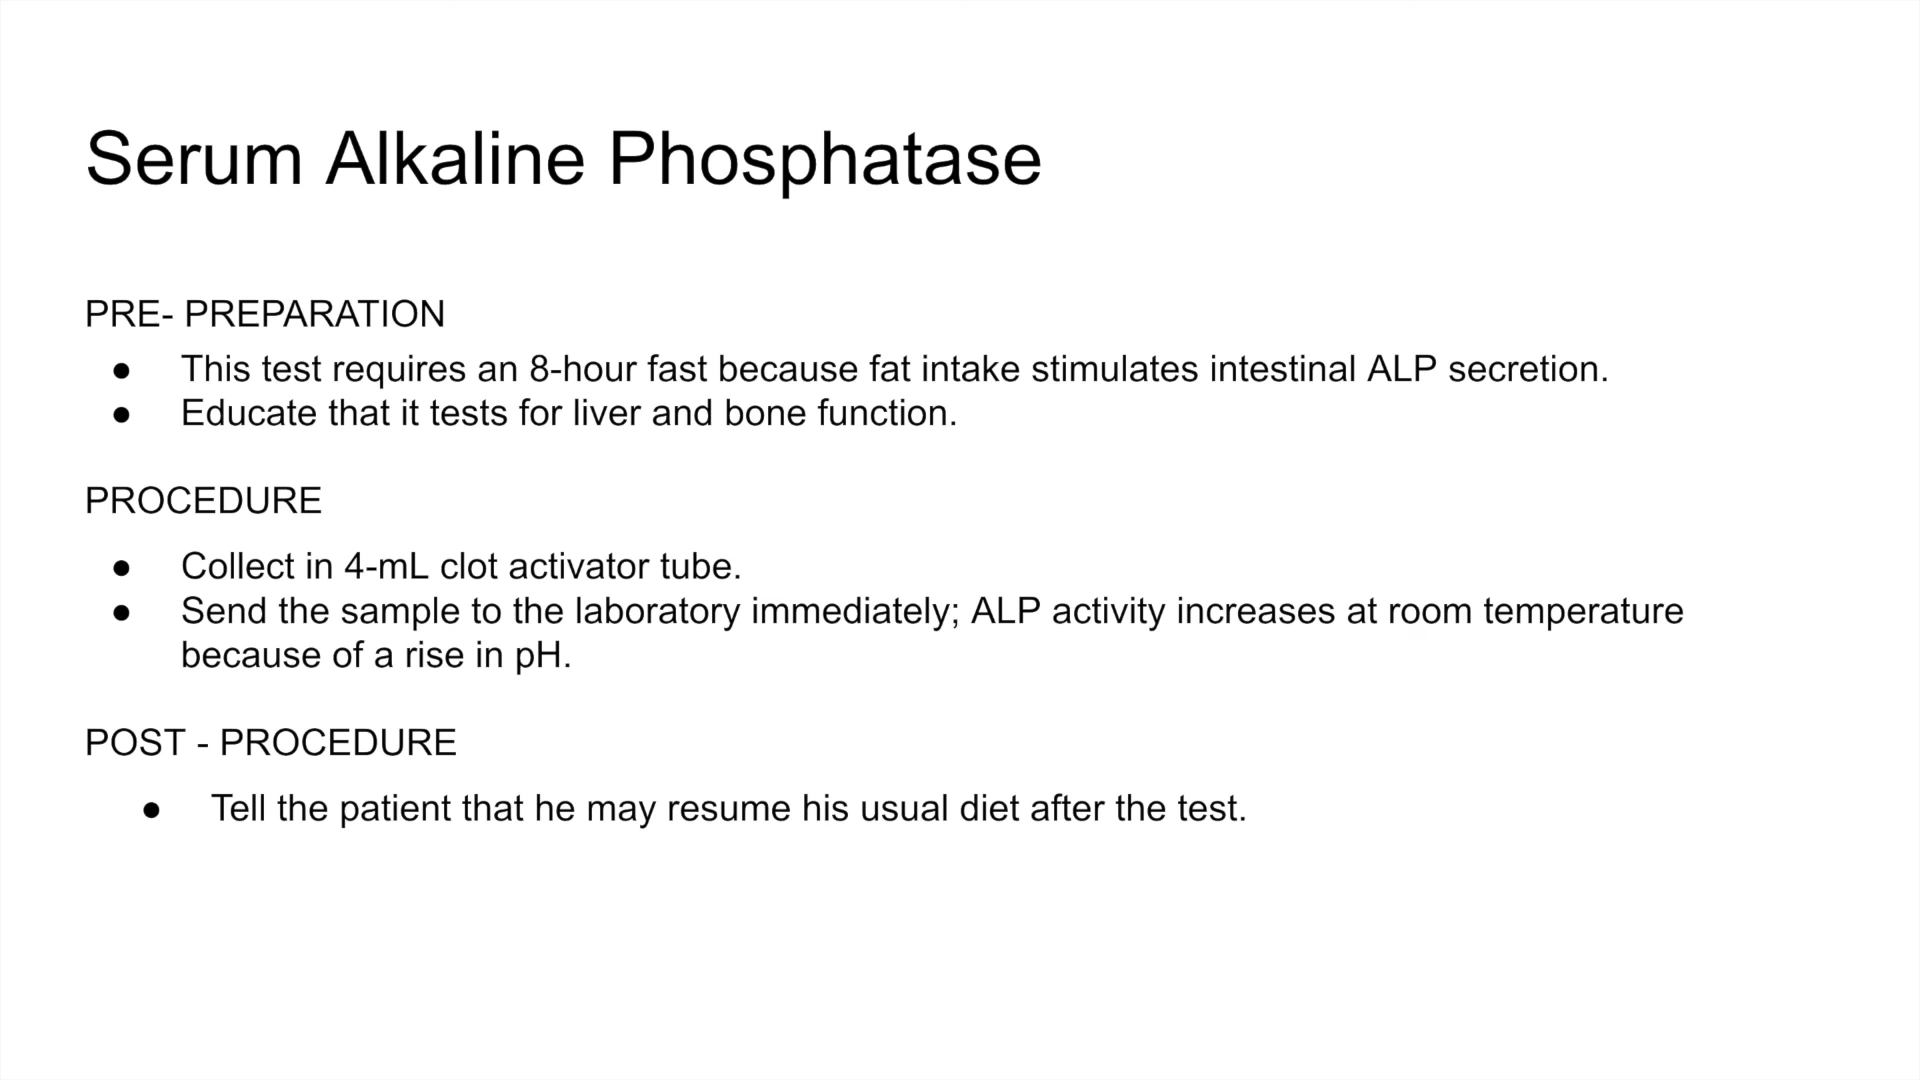 Serum Alkaline Phosphatase
PRE- PREPARATION
● This test requires an 8-hour fast because fat intake stimulates intestinal ALP secretion.
● Educate that it tests for liver and bone function.
PROCEDURE
● Collect in 4-mL clot activator tube.
● Send the sample to the laboratory immediately; ALP activity increases at room temperature
because of a rise in pH.
POST - PROCEDURE
● Tell the patient that he may resume his usual diet after the test.